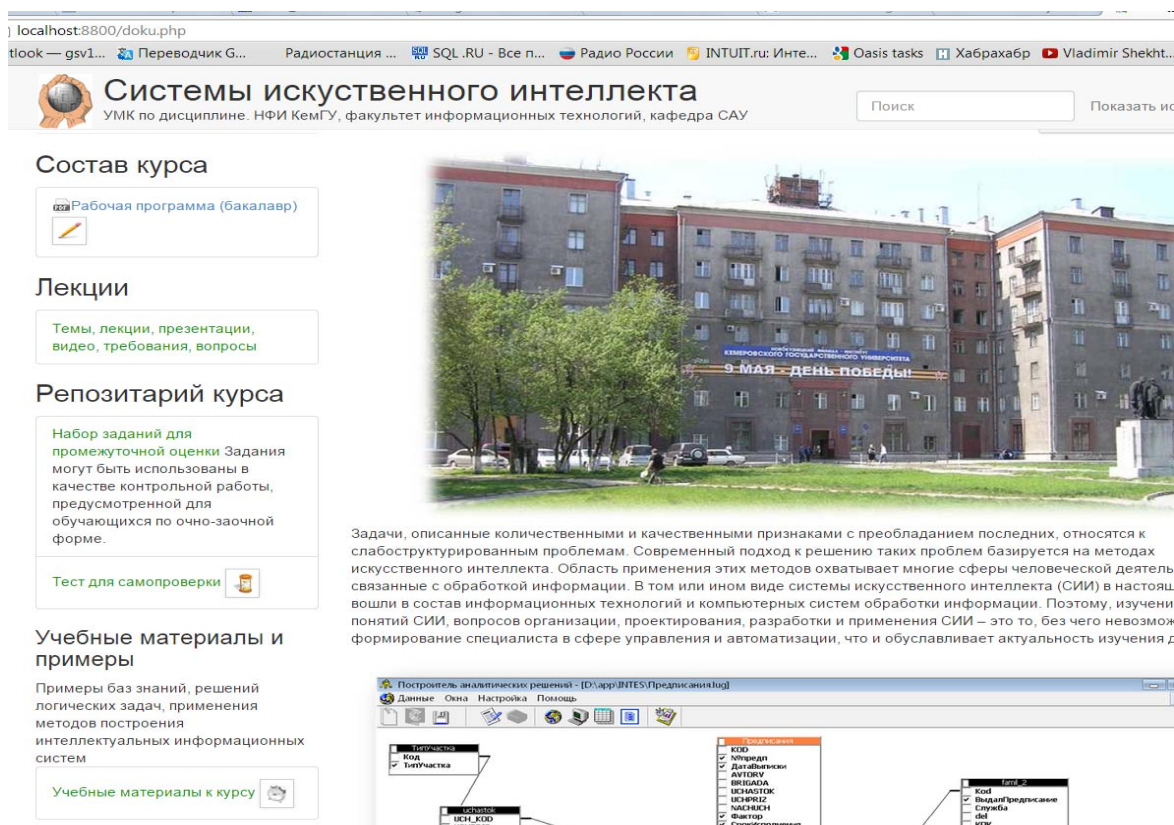 localhost:8800/doku.php
tlook — gsv1... Переводчик G... Радиостанция ... SQL.RU - Все п... Радио России INTUIT.ru: Инте... Oasis tasks Хабрахабр Vladimir Shekht...
Системы искуственного интеллекта
УМК по дисциплине. НФИ КемГУ, факультет информационных технологий, кафедра САУ
Поиск
Показать ис
Состав курса
Рабочая программа (бакалавр)
Лекции
Темы, лекции, презентации,
видео, требования, вопросы
Репозитарий курса
Набор заданий для
промежуточной оценки Задания
могут быть использованы в
качестве контрольной работы,
предусмотренной для
обучающихся по очно-заочной
форме.
Тест для самопроверки
Учебные материалы и
примеры
Примеры баз знаний, решений
логических задач, применения
методов построения
интеллектуальных информационных
систем
Учебные материалы к курсу
КЕМЕРОВСКОГО ГОСУДАРСТВЕННОГО УНИВЕРСИТЕТА
9 МАЯ - ДЕНЬ ПОБЕДЫ!
Задачи, описанные количественными и качественными признаками с преобладанием последних, относятся к
слабоструктурированным проблемам. Современный подход к решению таких проблем базируется на методах
искусственного интеллекта. Область применения этих методов охватывает многие сферы человеческой деятель
связанные с обработкой информации. В том или ином виде системы искусственного интеллекта (СИИ) в настоящ
вошли в состав информационных технологий и компьютерных систем обработки информации. Поэтому, изучени
понятий СИИ, вопросов организации, проектирования, разработки и применения СИИ – это то, без чего невозмож
формирование специалиста в сфере управления и автоматизации, что и обуславливает актуальность изучения д
Построитель аналитических решений - [D:\app\INTES\Предписания.lug]
Данные Окна Настройка Помощь
ТипУчастка
Код
ТипУчастка
uchastok
UCH_KOD
Предписания
KOD
№предп
ДатаВыписки
AVTORV
BRIGADA
UCHASTOK
UCHPRIZ
NACHUCH
Фактор
СрокИсполнения
famil_2
Kod
ВыдалПредписание
Служба
del